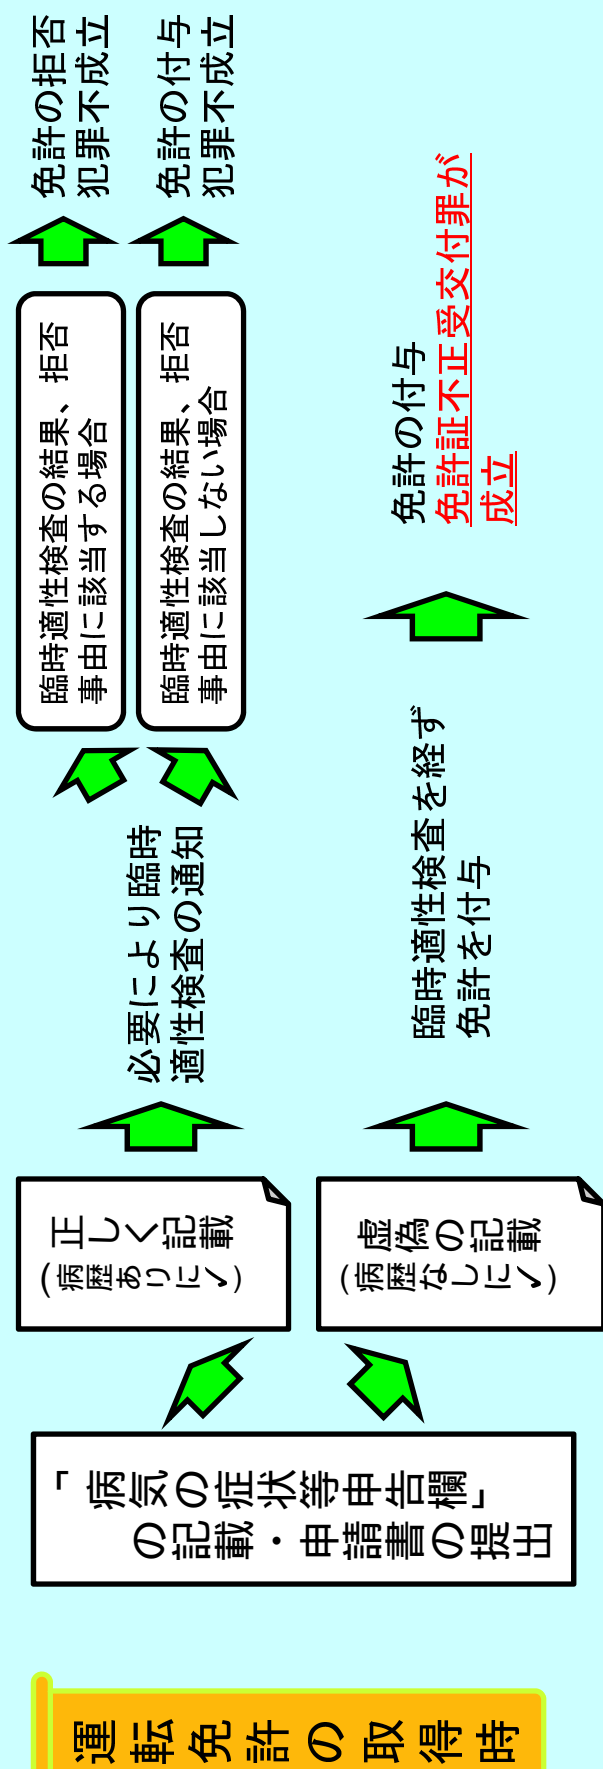 運転免許の取得時
「病気の症状等申告欄」
の記載・申請書の提出
正しく記載
(病歴ありに✓)
必要により臨時
適性検査の通知
臨時適性検査の結果、拒否
事由に該当する場合
免許の拒否
犯罪不成立
臨時適性検査の結果、拒否
事由に該当しない場合
免許の付与
犯罪不成立
虚偽の記載
(病歴なしに✓)
臨時適性検査を経ず
免許を付与
免許の付与
免許証不正受交付罪が
成立